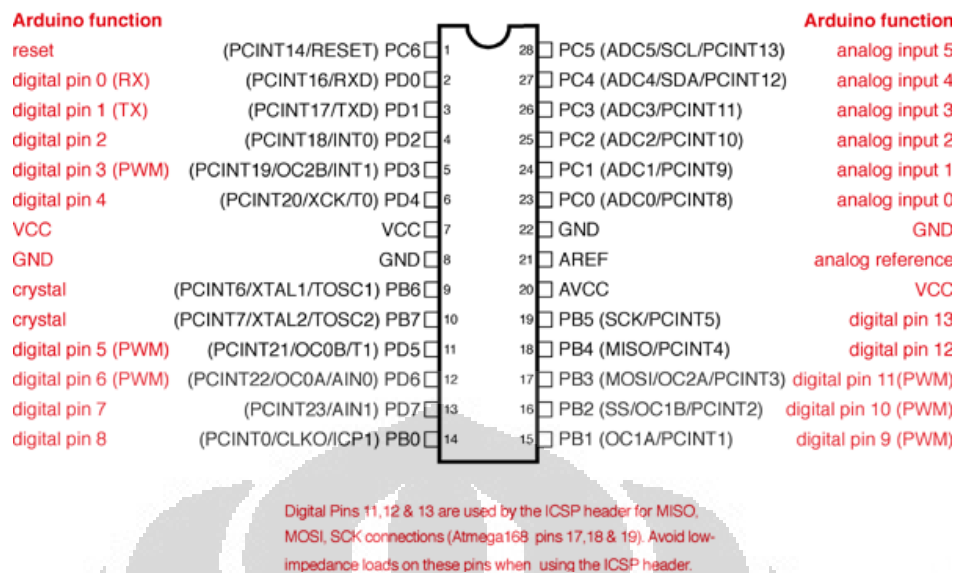 Arduino function Arduino function
reset (PCINT14/RESET) PC6 1 28 PC5 (ADC5/SCL/PCINT13) analog input 5
digital pin 0 (RX) (PCINT16/RXD) PD0 2 27 PC4 (ADC4/SDA/PCINT12) analog input 4
digital pin 1 (TX) (PCINT17/TXD) PD1 3 26 PC3 (ADC3/PCINT11) analog input 3
digital pin 2 (PCINT18/INT0) PD2 4 25 PC2 (ADC2/PCINT10) analog input 2
digital pin 3 (PWM) (PCINT19/OC2B/INT1) PD3 5 24 PC1 (ADC1/PCINT9) analog input 1
digital pin 4 (PCINT20/XCK/T0) PD4 6 23 PC0 (ADC0/PCINT8) analog input 0
VCC VCC 7 22 GND GND
GND GND 8 21 AREF analog reference
crystal (PCINT6/XTAL1/TOSC1) PB6 9 20 AVCC VCC
crystal (PCINT7/XTAL2/TOSC2) PB7 10 19 PB5 (SCK/PCINT5) digital pin 13
digital pin 5 (PWM) (PCINT21/OC0B/T1) PD5 11 18 PB4 (MISO/PCINT4) digital pin 12
digital pin 6 (PWM) (PCINT22/OC0A/AIN0) PD6 12 17 PB3 (MOSI/OC2A/PCINT3) digital pin 11(PWM)
digital pin 7 (PCINT23/AIN1) PD7 13 16 PB2 (SS/OC1B/PCINT2) digital pin 10 (PWM)
digital pin 8 (PCINT0/CLKO/ICP1) PB0 14 15 PB1 (OC1A/PCINT1) digital pin 9 (PWM)
Digital Pins 11,12 & 13 are used by the ICSP header for MISO,
MOSI, SCK connections (Atmega168 pins 17,18 & 19). Avoid low-
impedance loads on these pins when using the ICSP header.